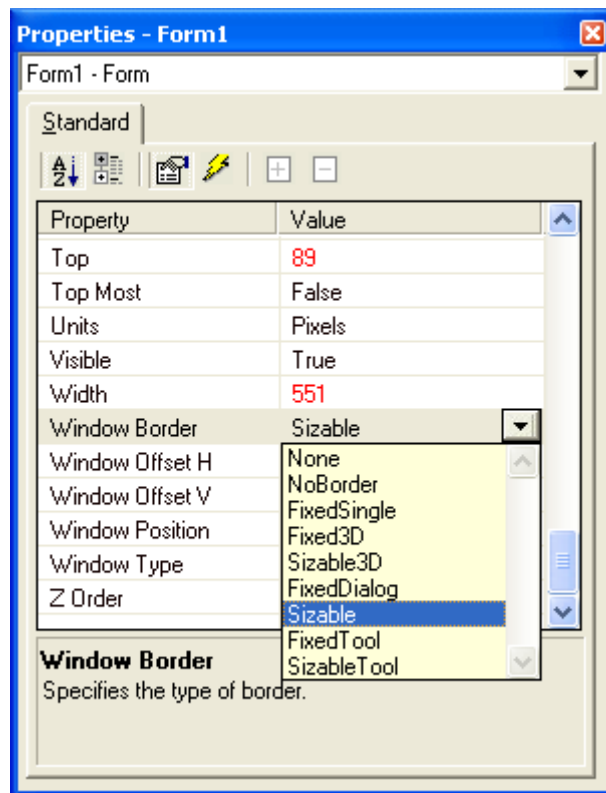 Properties - Form1
Form1 - Form
Standard
Property Value
Top 89
Top Most False
Units Pixels
Visible True
Width 551
Window Border Sizable
Window Offset H
Window Offset V
Window Position
Window Type
Z Order
None
NoBorder
FixedSingle
Fixed3D
Sizable3D
FixedDialog
Sizable
FixedTool
SizableTool
Window Border
Specifies the type of border.